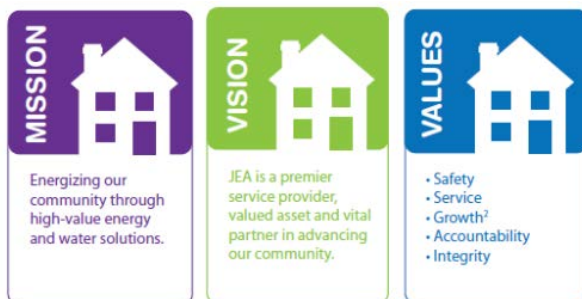 MISSION
Energizing our
community through
high-value energy
and water solutions.
VISION
JEA is a premier
service provider,
valued asset and vital
partner in advancing
our community.
VALUES
• Safety
• Service
• Growth²
• Accountability
• Integrity